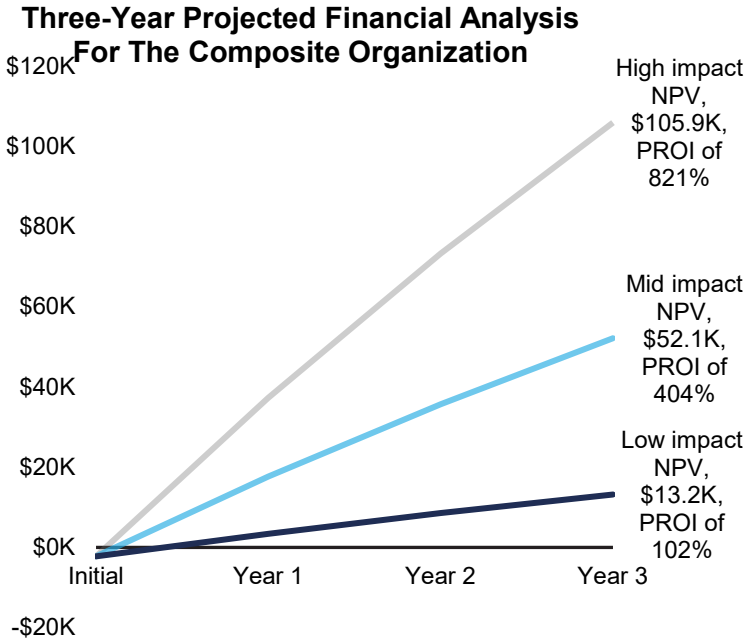 Three-Year Projected Financial Analysis
For The Composite Organization
$120K
$100K
$80K
$60K
$40K
$20K
$0K
-$20K
Initial
Year 1
Year 2
Year 3
High impact
NPV,
$105.9K,
PROI of
821%
Mid impact
NPV,
$52.1K,
PROI of
404%
Low impact
NPV,
$13.2K,
PROI of
102%